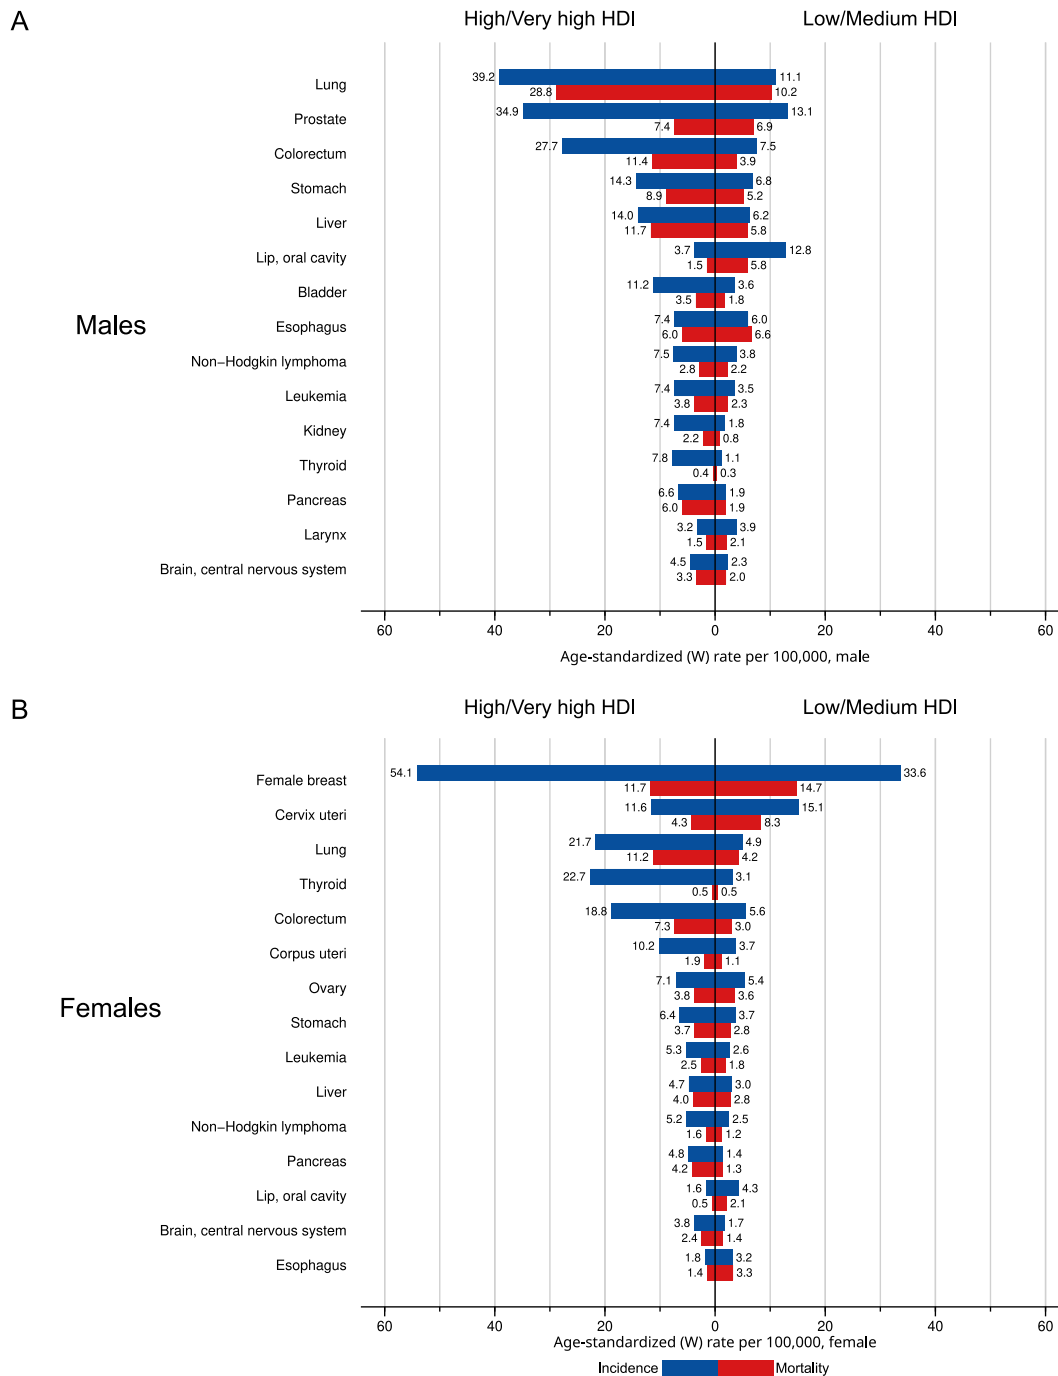 A
High/Very high HDI Low/Medium HDI
39.2 11.1
Lung
28.8 10.2
34.9 13.1
Prostate
7.4 6.9
27.7 7.5
Colorectum
11.4 3.9
14.3 6.8
Stomach
8.9 5.2
14.0 6.2
Liver
11.7 5.8
3.7 12.8
Lip, oral cavity
1.5 5.8
11.2 3.6
Bladder
3.5 1.8
Males
7.4 6.0
Esophagus
6.0 6.6
7.5 3.8
Non−Hodgkin lymphoma
2.8 2.2
7.4 3.5
Leukemia
3.8 2.3
7.4 1.8
Kidney
2.2 0.8
7.8 1.1
Thyroid
0.4 0.3
6.6 1.9
Pancreas
6.0 1.9
3.2 3.9
Larynx
1.5 2.1
4.5 2.3
Brain, central nervous system
3.3 2.0
60 40 20 0 20 40 60
Age-standardized (W) rate per 100,000, male
B
High/Very high HDI Low/Medium HDI
54.1 33.6
Female breast
11.7 14.7
11.6 15.1
Cervix uteri
4.3 8.3
21.7 4.9
Lung
11.2 4.2
22.7 3.1
Thyroid
0.5 0.5
18.8 5.6
Colorectum
7.3 3.0
10.2 3.7
Corpus uteri
1.9 1.1
7.1 5.4
Ovary
3.8 3.6
Females
6.4 3.7
Stomach
3.7 2.8
5.3 2.6
Leukemia
2.5 1.8
4.7 3.0
Liver
4.0 2.8
5.2 2.5
Non−Hodgkin lymphoma
1.6 1.2
4.8 1.4
Pancreas
4.2 1.3
1.6 4.3
Lip, oral cavity
0.5 2.1
3.8 1.7
Brain, central nervous system
2.4 1.4
1.8 3.2
Esophagus
1.4 3.3
60 40 20 0 20 40 60
Age-standardized (W) rate per 100,000, female
Incidence Mortality